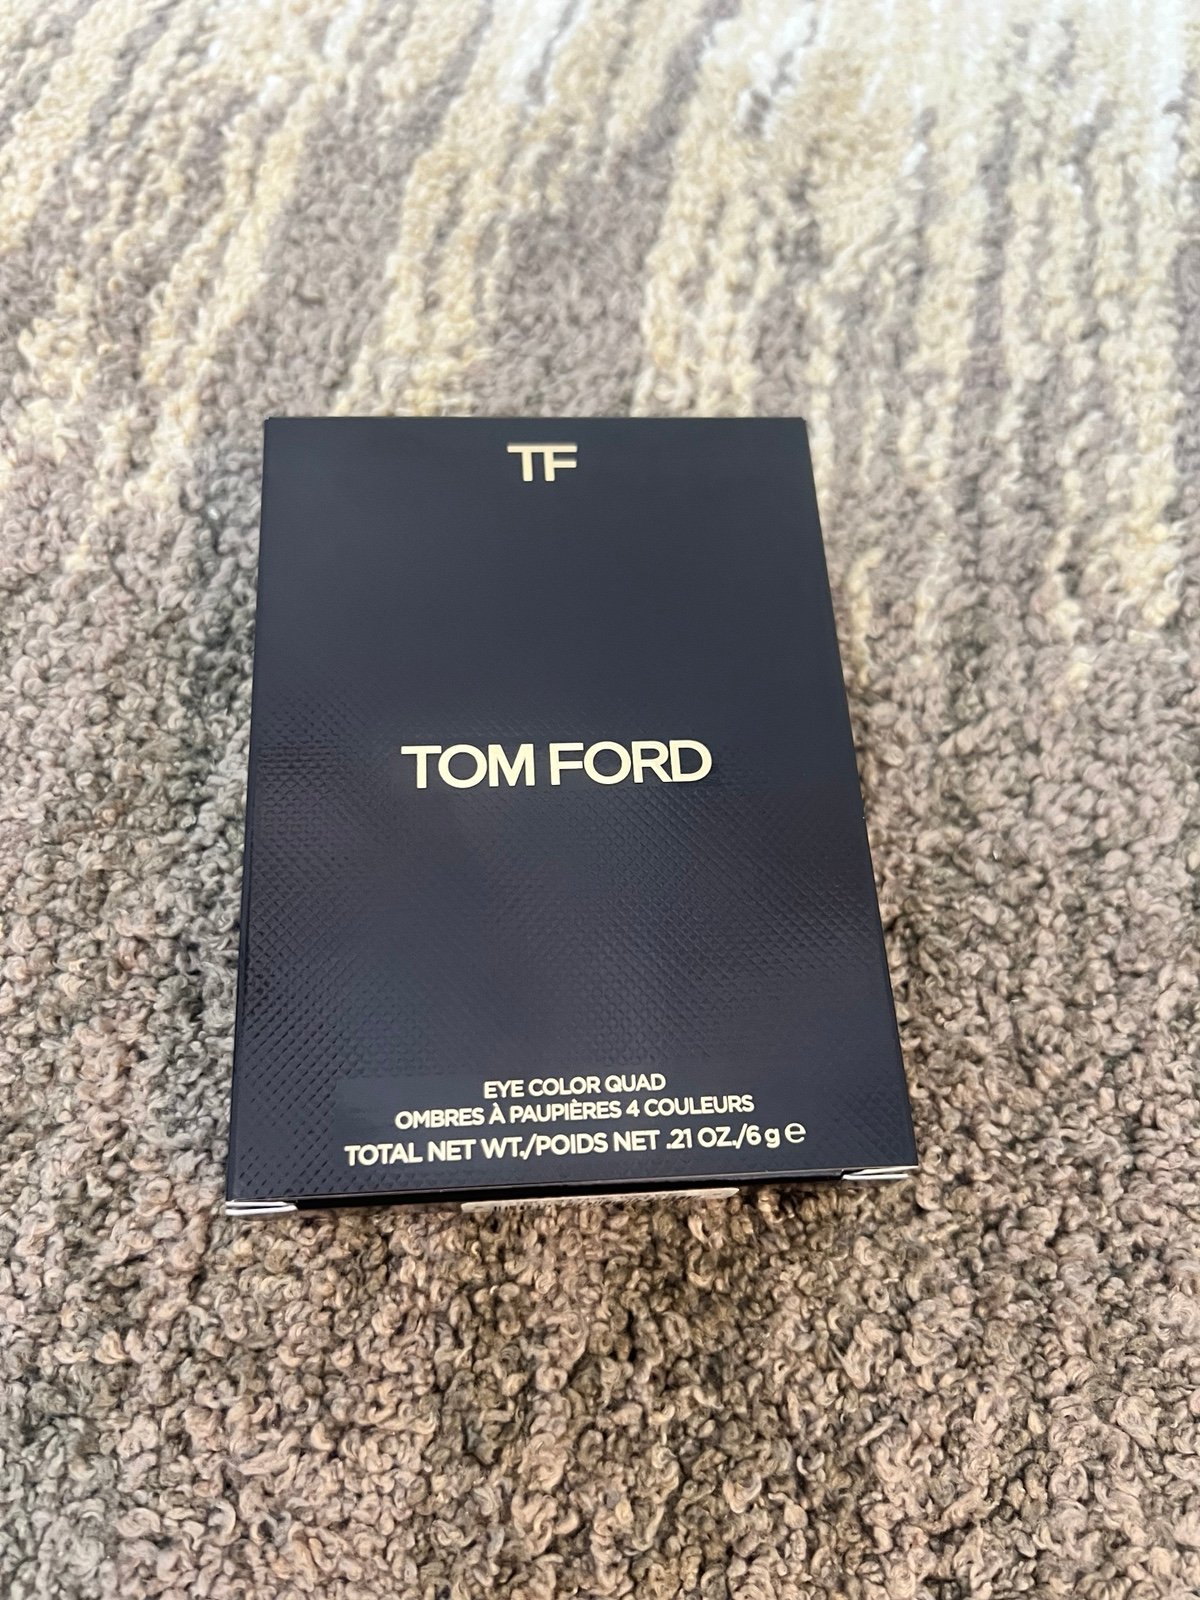 TF
TOM FORD
EYE COLOR QUAD
OMBRES À PAUPIÈRES 4 COULEURS
TOTAL NET WT./POIDS NET .21 OZ./6 g ℮